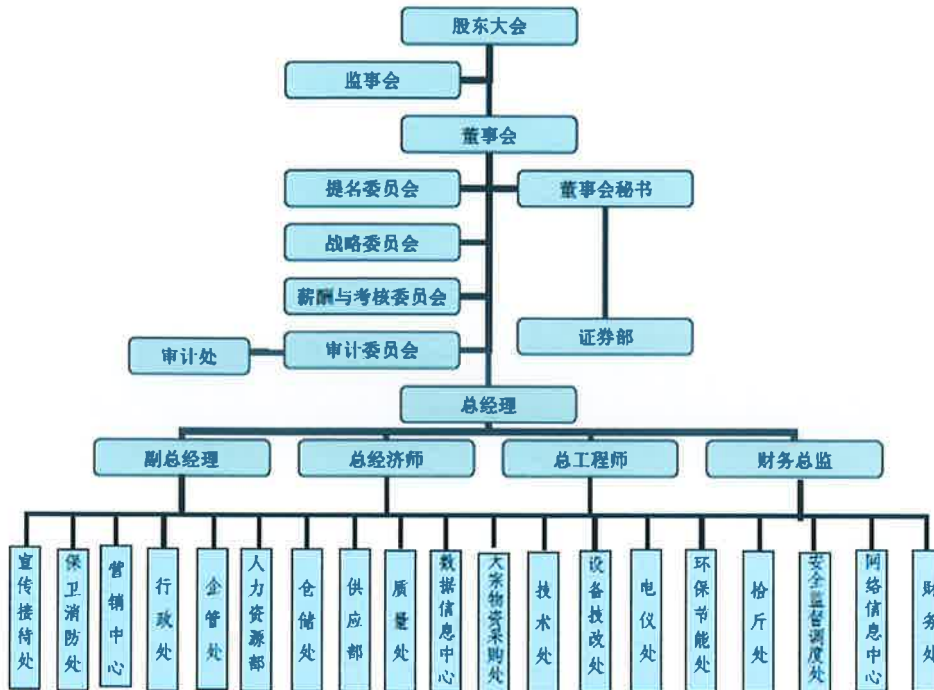 股东大会
监事会
董事会
提名委员会
董事会秘书
战略委员会
薪酬与考核委员会
证券部
审计处
审计委员会
总经理
副总经理
总经济师
总工程师
财务总监
宣传接待处
保卫消防处
营销中心
行政处
企管处
人力资源部
仓储处
供应部
质量处
数据信息中心
大宗物资采购处
技术处
设备技改处
电仪处
环保节能处
检斤处
安全监督调度处
网络信息中心
财务处